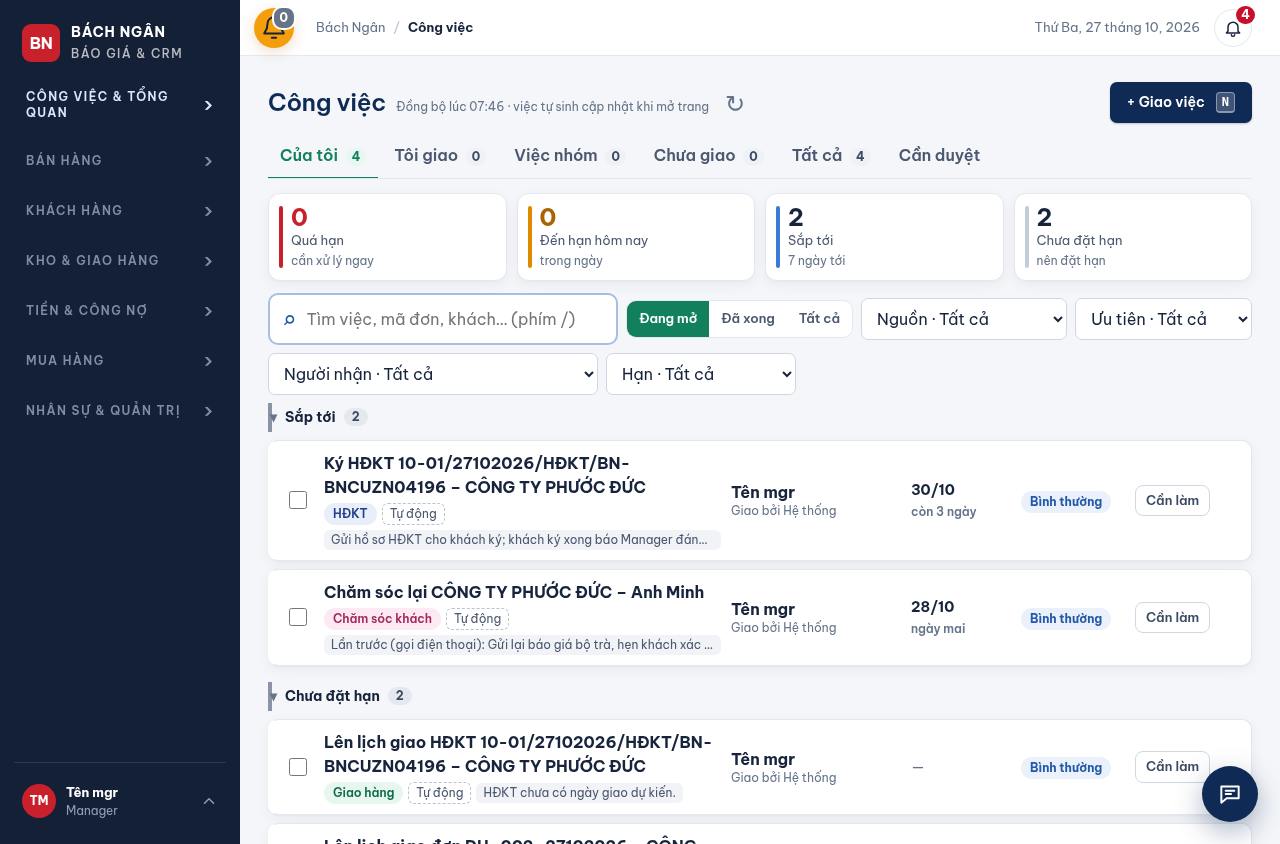 BN
BÁCH NGÂN
BÁO GIÁ & CRM
CÔNG VIỆC & TỔNG QUAN
BÁN HÀNG
KHÁCH HÀNG
KHO & GIAO HÀNG
TIỀN & CÔNG NỢ
MUA HÀNG
NHÂN SỰ & QUẢN TRỊ
TM
Tên mgr
Manager
0
Bách Ngân / Công việc
Thứ Ba, 27 tháng 10, 2026
4
Công việc
Đồng bộ lúc 07:46 · việc tự sinh cập nhật khi mở trang
↻
+ Giao việc N
Của tôi 4
Tôi giao 0
Việc nhóm 0
Chưa giao 0
Tất cả 4
Cần duyệt
0
Quá hạn
cần xử lý ngay
0
Đến hạn hôm nay
trong ngày
2
Sắp tới
7 ngày tới
2
Chưa đặt hạn
nên đặt hạn
Tìm việc, mã đơn, khách... (phím /)
Đang mở
Đã xong
Tất cả
Nguồn · Tất cả
Ưu tiên · Tất cả
Người nhận · Tất cả
Hạn · Tất cả
▾ Sắp tới 2
Ký HĐKT 10-01/27102026/HĐKT/BN-
BNCUZN04196 – CÔNG TY PHƯỚC ĐỨC
HĐKT
Tự động
Gửi hồ sơ HĐKT cho khách ký; khách ký xong báo Manager đán...
Tên mgr
Giao bởi Hệ thống
30/10
còn 3 ngày
Bình thường
Cần làm
Chăm sóc lại CÔNG TY PHƯỚC ĐỨC – Anh Minh
Chăm sóc khách
Tự động
Lần trước (gọi điện thoại): Gửi lại báo giá bộ trà, hẹn khách xác ...
Tên mgr
Giao bởi Hệ thống
28/10
ngày mai
Bình thường
Cần làm
▾ Chưa đặt hạn 2
Lên lịch giao HĐKT 10-01/27102026/HĐKT/BN-
BNCUZN04196 – CÔNG TY PHƯỚC ĐỨC
Giao hàng
Tự động
HĐKT chưa có ngày giao dự kiến.
Tên mgr
Giao bởi Hệ thống
—
Bình thường
Cần làm
Lên lịch giao đơn